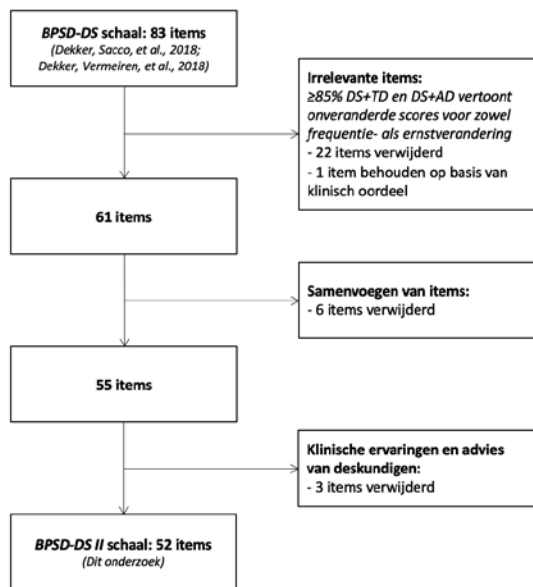 BPSD-DS schaal: 83 items
(Dekker, Sacco, et al., 2018;
Dekker, Vermeiren, et al., 2018)
Irrelevante items:
≥85% DS+TD en DS+AD vertoont
onveranderde scores voor zowel
frequentie- als ernstverandering
- 22 items verwijderd
- 1 item behouden op basis van
klinisch oordeel
61 items
Samenvoegen van items:
- 6 items verwijderd
55 items
Klinische ervaringen en advies
van deskundigen:
- 3 items verwijderd
BPSD-DS II schaal: 52 items
(Dit onderzoek)